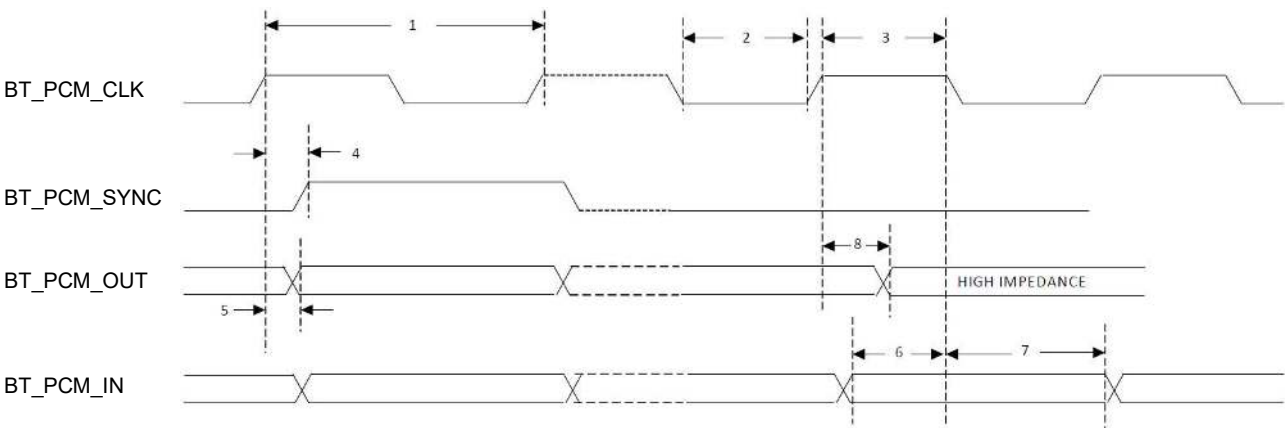 1
2
3
BT_PCM_CLK
4
BT_PCM_SYNC
8
BT_PCM_OUT
HIGH IMPEDANCE
5
6
7
BT_PCM_IN